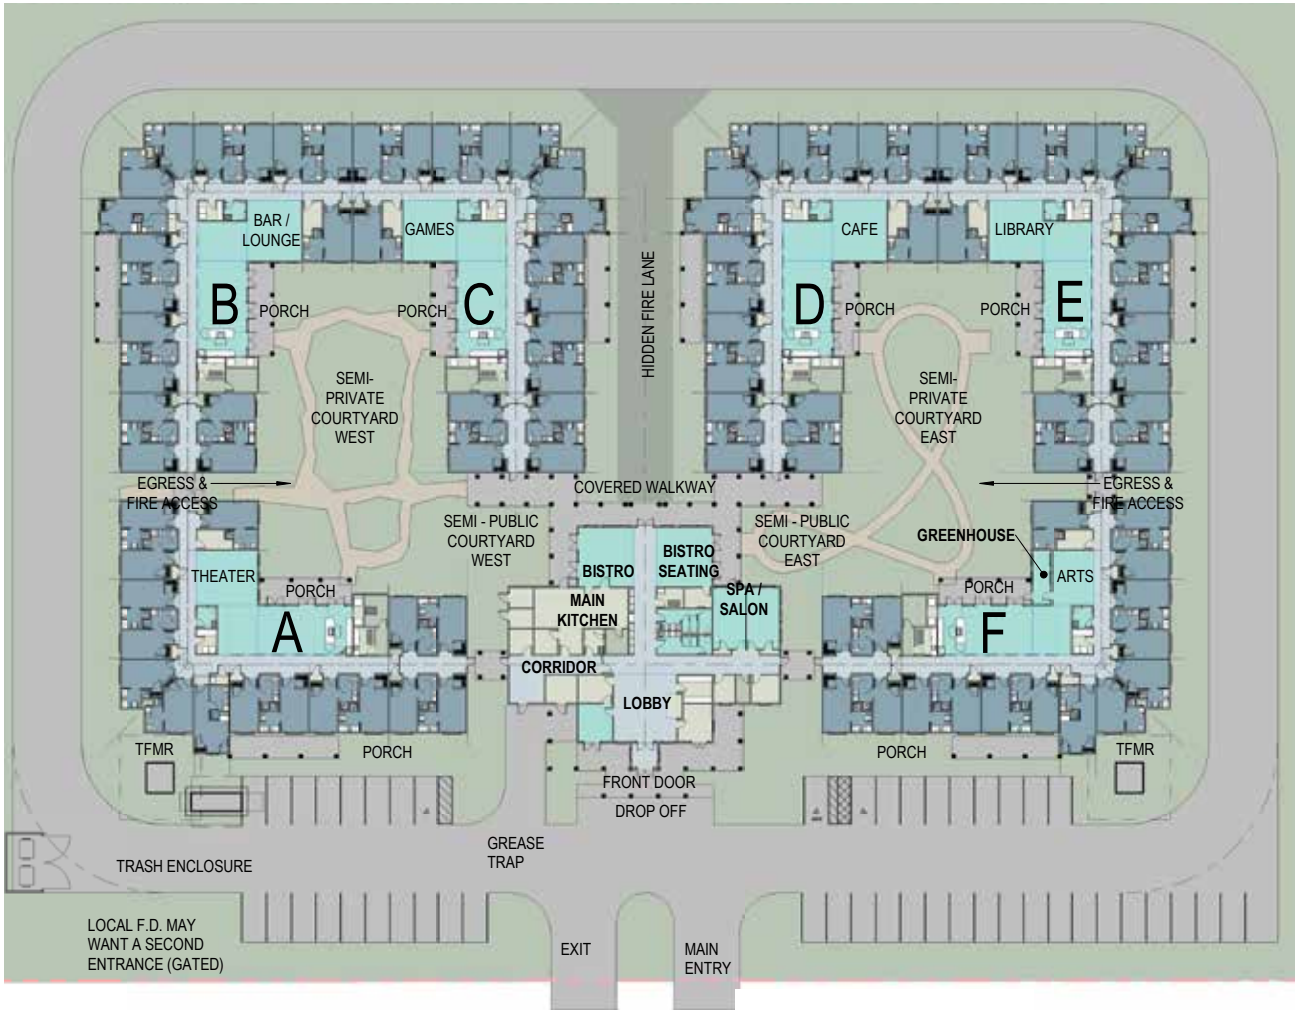 BAR /
LOUNGE
GAMES
CAFE
LIBRARY
B
PORCH
PORCH
C
HIDDEN FIRE LANE
D
PORCH
PORCH
E
SEMI-
PRIVATE
COURTYARD
WEST
SEMI-
PRIVATE
COURTYARD
EAST
EGRESS &
FIRE ACCESS
COVERED WALKWAY
EGRESS &
FIRE ACCESS
SEMI - PUBLIC
COURTYARD
WEST
SEMI - PUBLIC
COURTYARD
EAST
GREENHOUSE
THEATER
PORCH
A
BISTRO
BISTRO
SEATING
MAIN
KITCHEN
SPA /
SALON
PORCH
ARTS
F
CORRIDOR
LOBBY
TFMR
PORCH
PORCH
TFMR
FRONT DOOR
DROP OFF
GREASE
TRAP
TRASH ENCLOSURE
LOCAL F.D. MAY
WANT A SECOND
ENTRANCE (GATED)
EXIT
MAIN
ENTRY